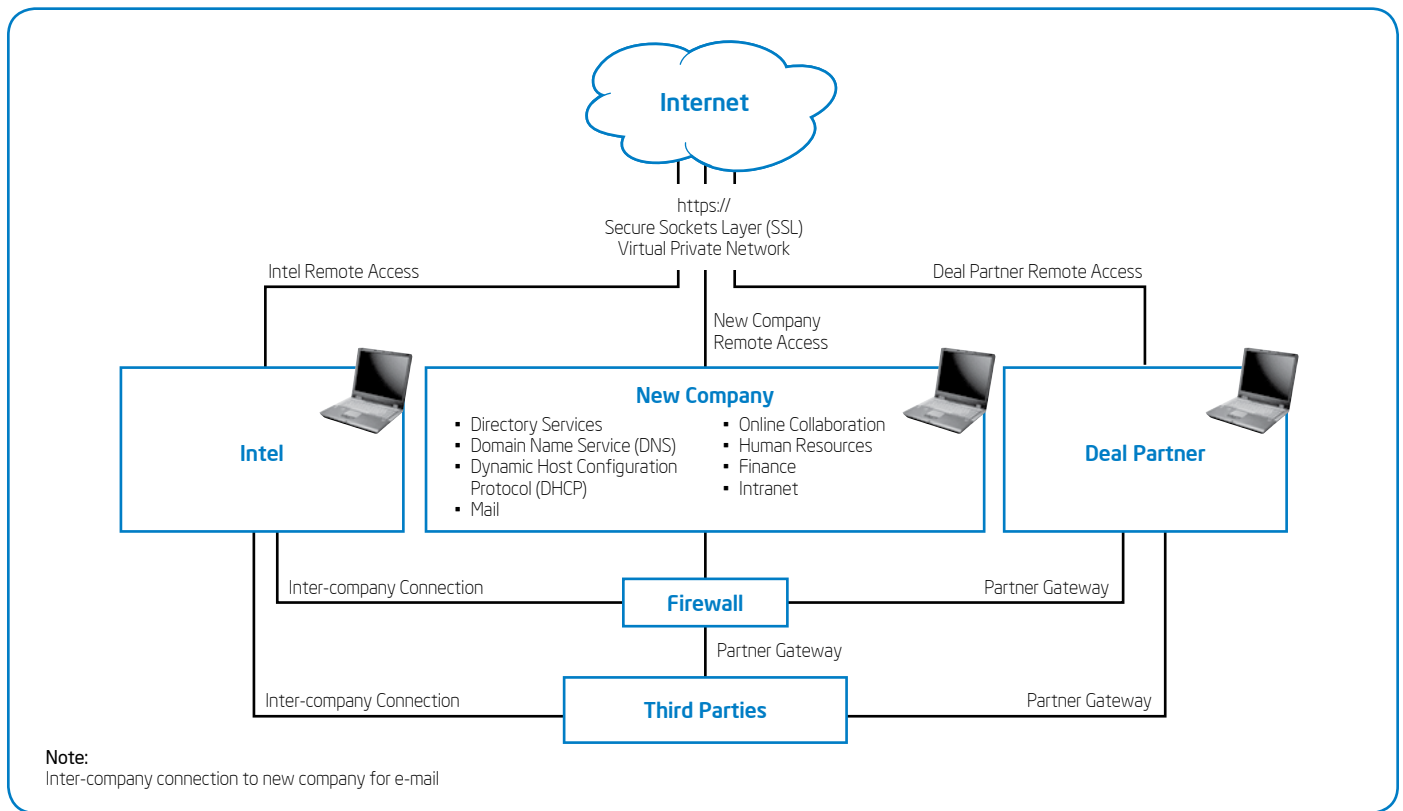 Internet
https://
Secure Sockets Layer (SSL)
Virtual Private Network
Intel Remote Access
Deal Partner Remote Access
New Company
Remote Access
Intel
New Company
▪ Directory Services
▪ Domain Name Service (DNS)
▪ Dynamic Host Configuration
Protocol (DHCP)
▪ Mail
▪ Online Collaboration
▪ Human Resources
▪ Finance
▪ Intranet
Deal Partner
Inter-company Connection
Firewall
Partner Gateway
Partner Gateway
Inter-company Connection
Third Parties
Partner Gateway
Note:
Inter-company connection to new company for e-mail